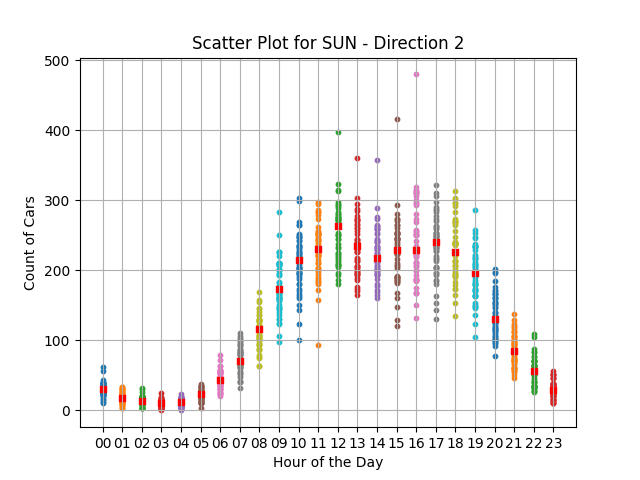 Scatter Plot for SUN - Direction 2
Count of Cars
500
400
300
200
100
0
00 01 02 03 04 05 06 07 08 09 10 11 12 13 14 15 16 17 18 19 20 21 22 23
Hour of the Day